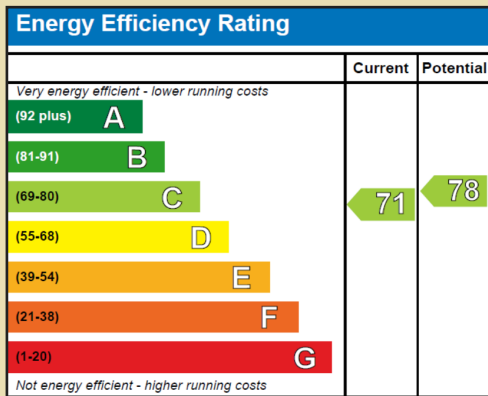 Energy Efficiency Rating
Current Potential
Very energy efficient - lower running costs
(92 plus) A
(81-91) B
(69-80) C
71 78
(55-68) D
(39-54) E
(21-38) F
(1-20) G
Not energy efficient - higher running costs